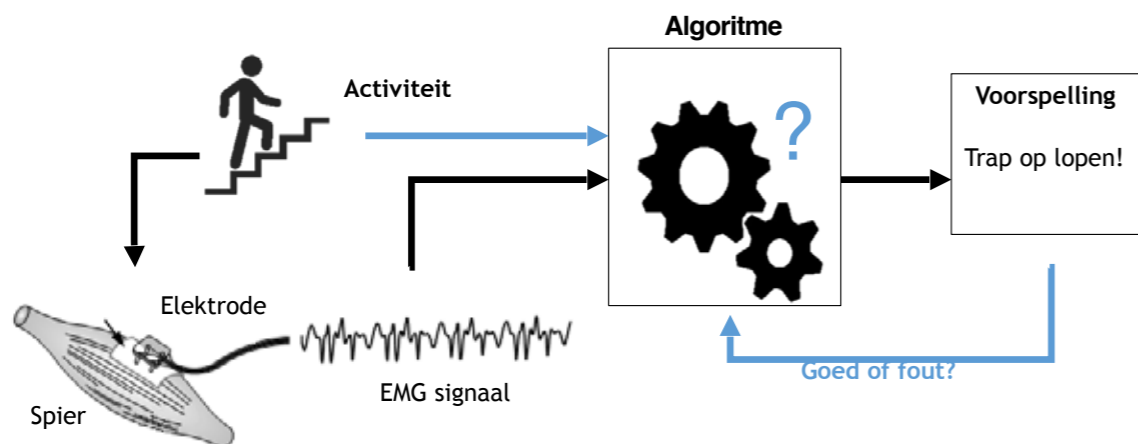 Algoritme
Activiteit
?
Voorspelling
Trap op lopen!
Elektrode
Goed of fout?
EMG signaal
Spier